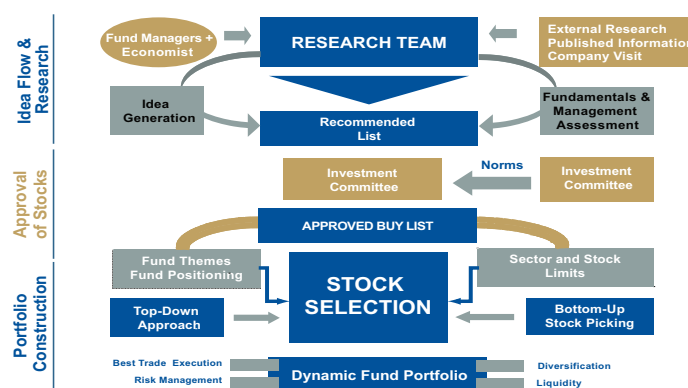 Idea Flow &
Research
Fund Managers +
Economist
RESEARCH TEAM
External Research
Published Information
Company Visit
Idea
Generation
Recommended
List
Fundamentals &
Management
Assessment
Approval
of Stocks
Investment
Committee
Norms
Investment
Committee
APPROVED BUY LIST
Fund Themes
Fund Positioning
Sector and Stock
Limits
Portfolio
Construction
STOCK
SELECTION
Top-Down
Approach
Bottom-Up
Stock Picking
Best Trade Execution
Risk Management
Dynamic Fund Portfolio
Diversification
Liquidity